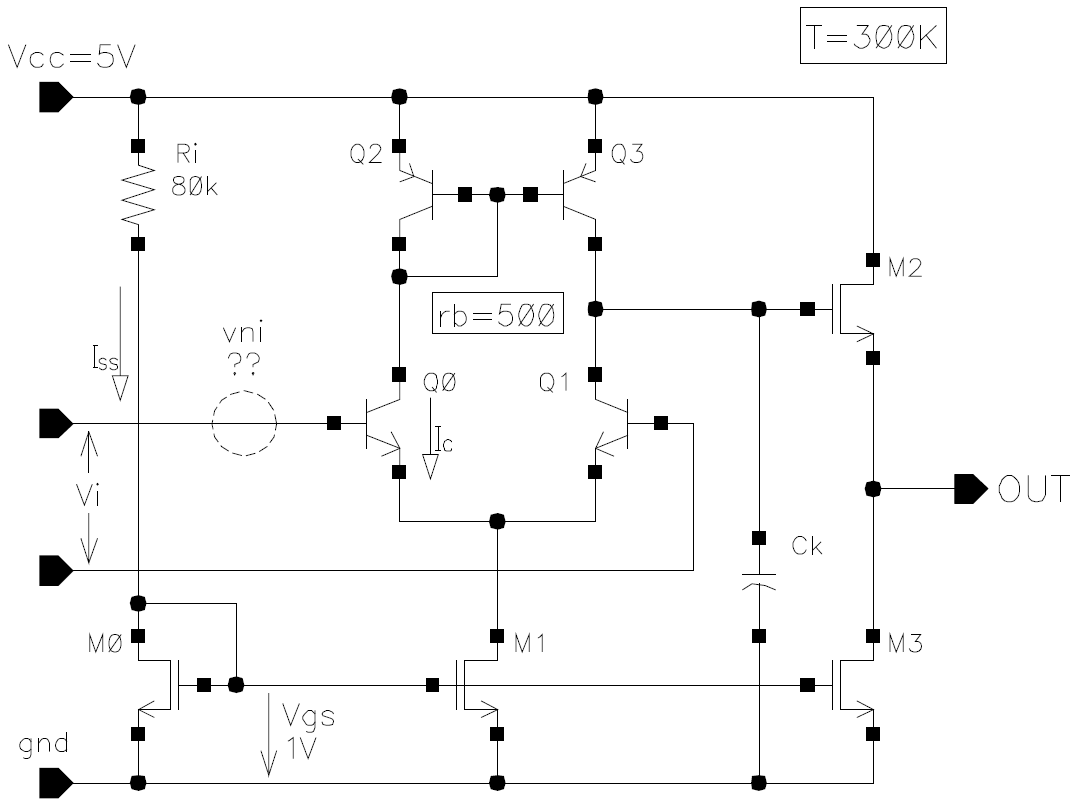 T=300K
Vcc=5V
Ri
80k
Q2
Q3
M2
rb=500
vni
??
Iss
Q0
Q1
Ic
Vi
OUT
Ck
M0
M1
M3
Vgs
1V
gnd